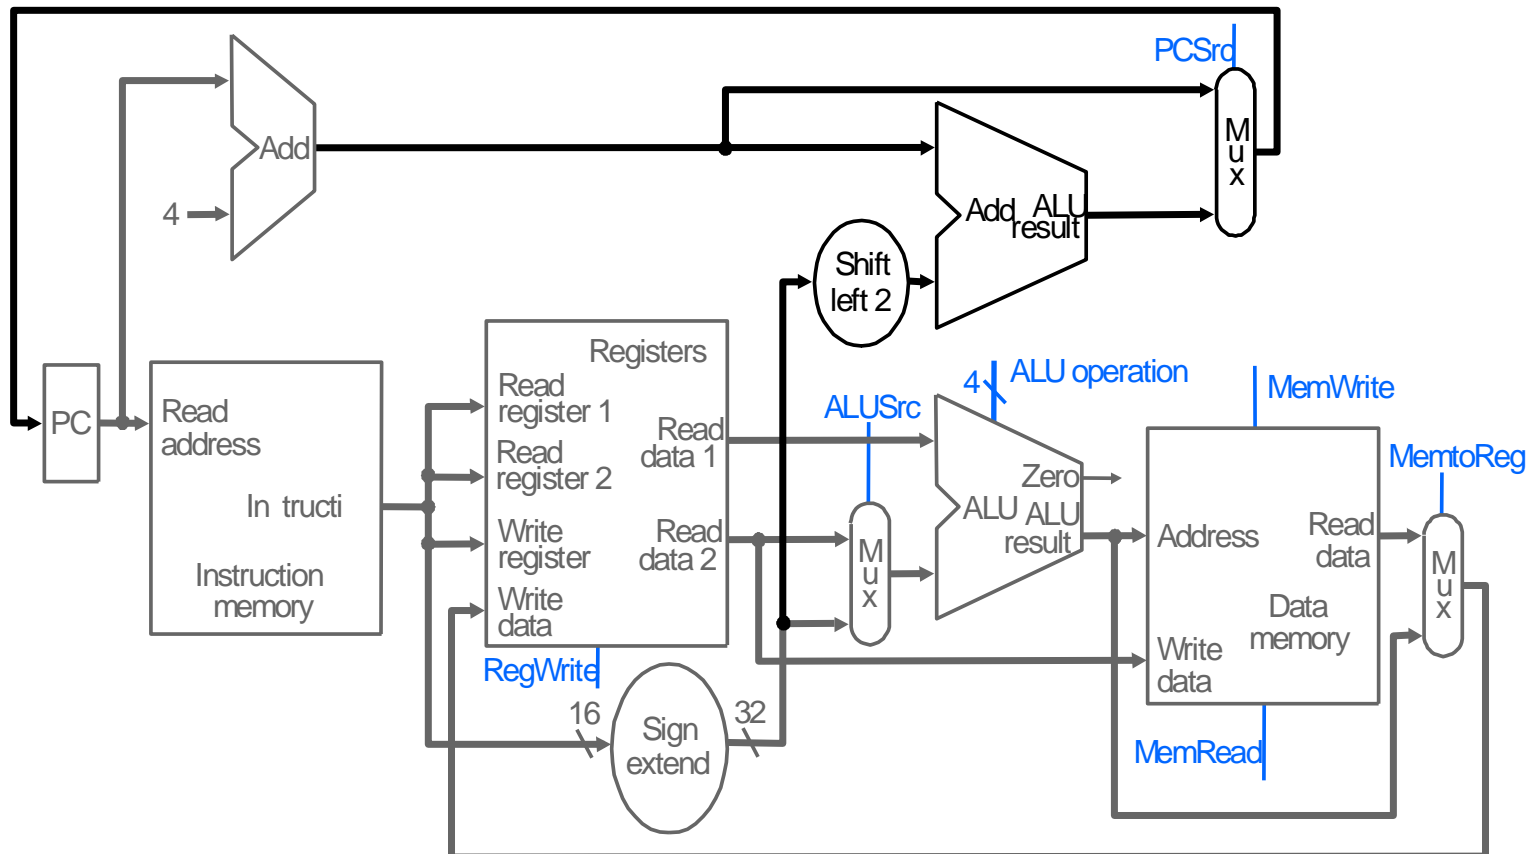 PCSrc
Add
4
M
u
x
Add
ALU
result
Shift
left 2
Registers
Read
register 1
Read
register 2
Write
register
Write
data
Read
data 1
Read
data 2
RegWrite
PC
Read
address
In tructi
Instruction
memory
16
Sign
extend
32
ALUSrc
M
u
x
4
ALU operation
Zero
ALU
ALU
result
MemWrite
Address
Read
data
Data
memory
Write
data
MemRead
MemtoReg
M
u
x